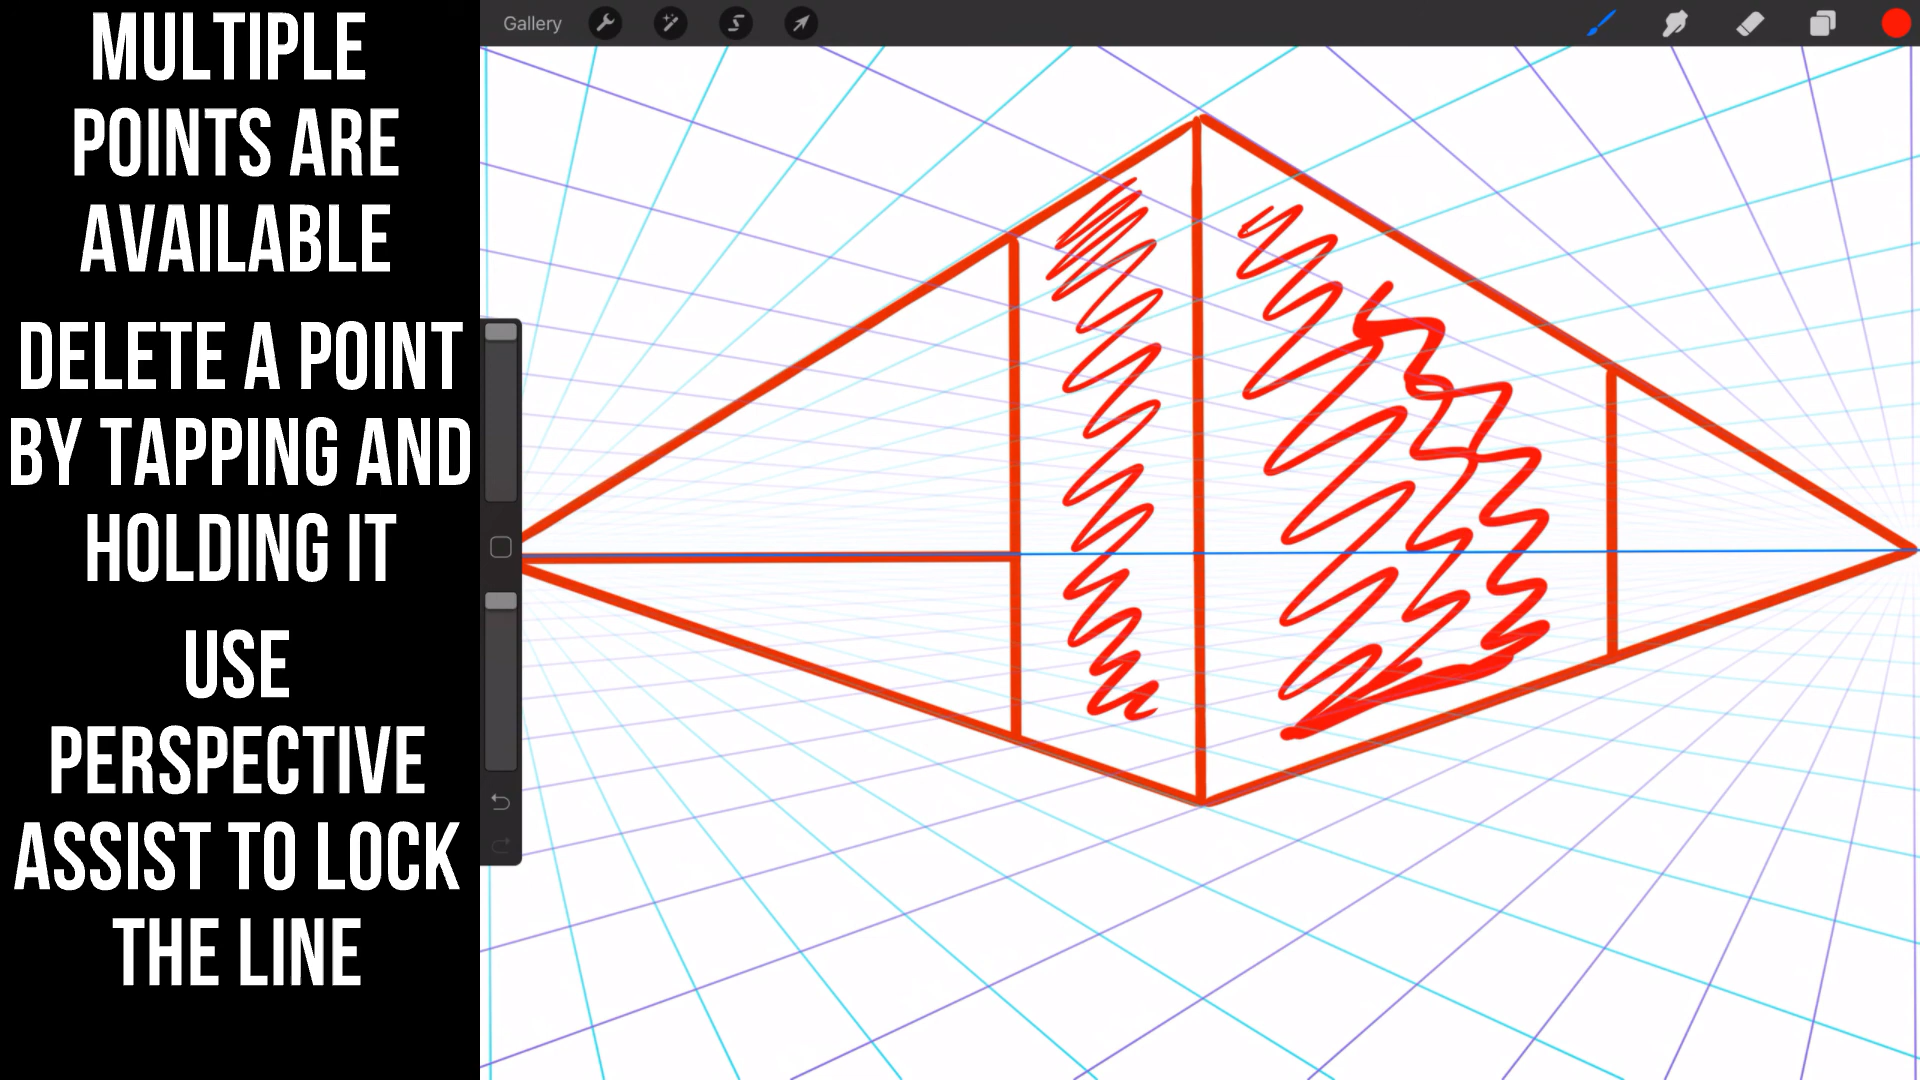 MULTIPLE
POINTS ARE
AVAILABLE
DELETE A POINT
BY TAPPING AND
HOLDING IT
USE
PERSPECTIVE
ASSIST TO LOCK
THE LINE
Gallery